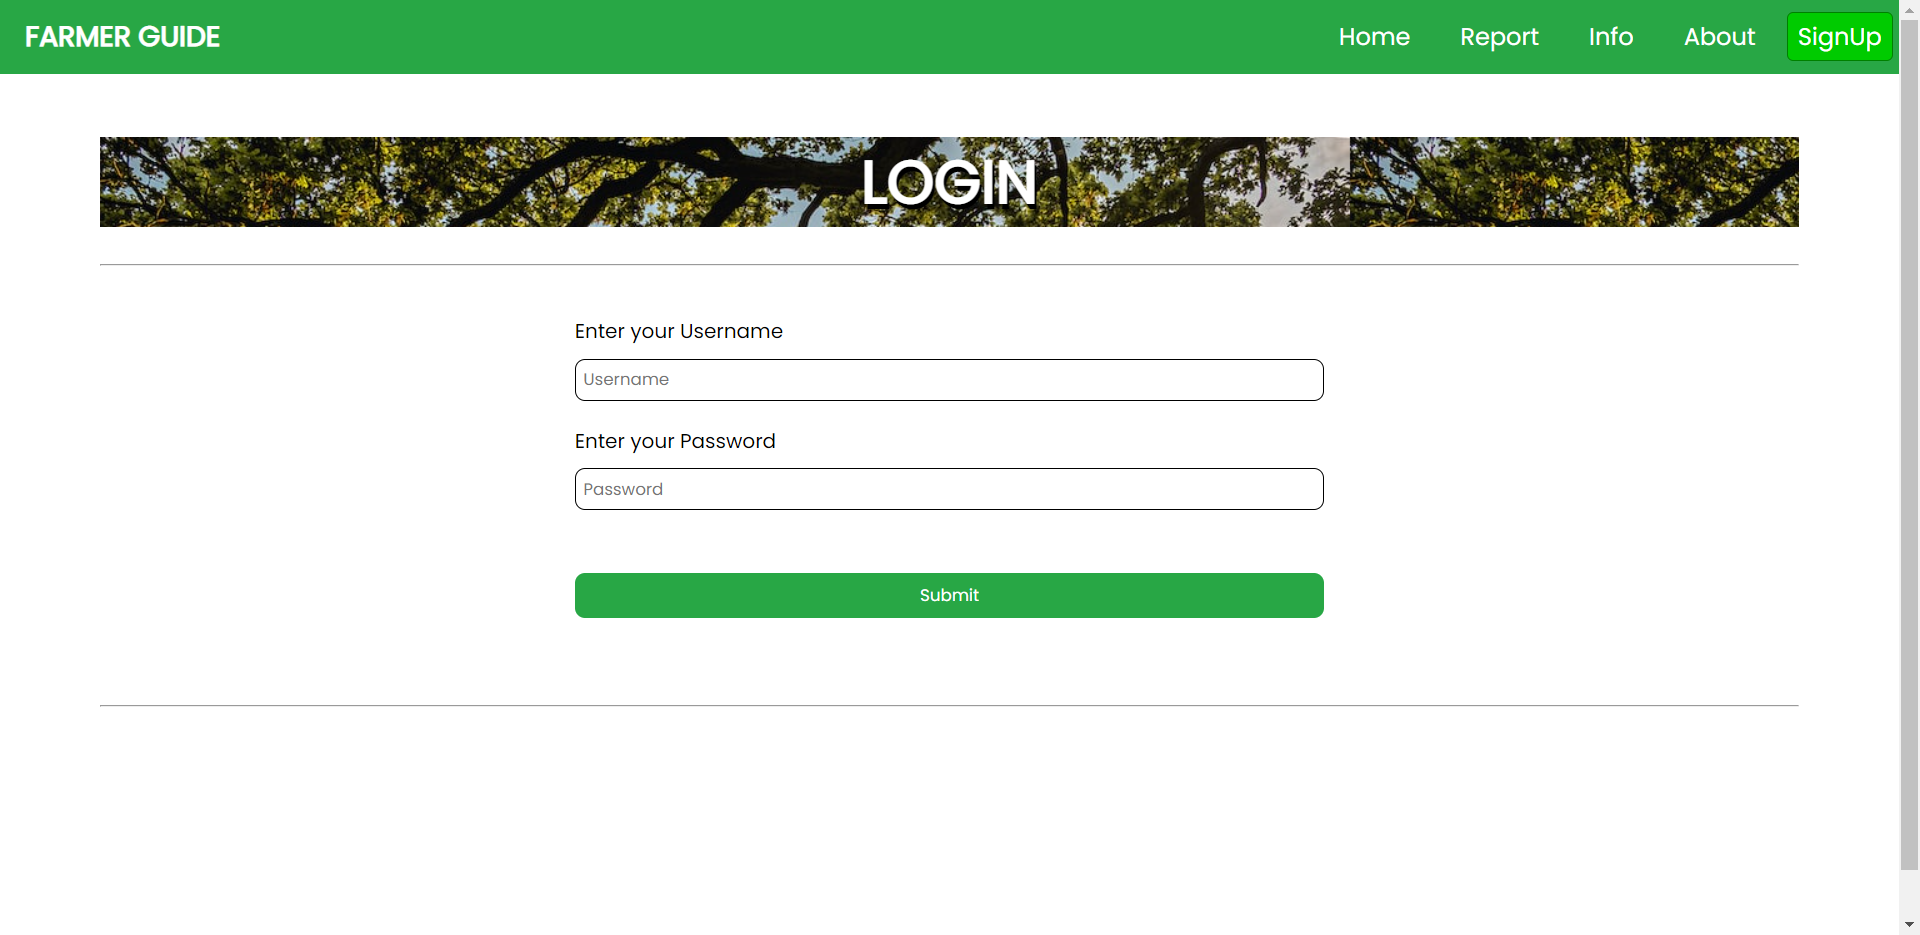 FARMER GUIDE Home Report Info About SignUp
LOGIN
Enter your Username
Username
Enter your Password
Password
Submit